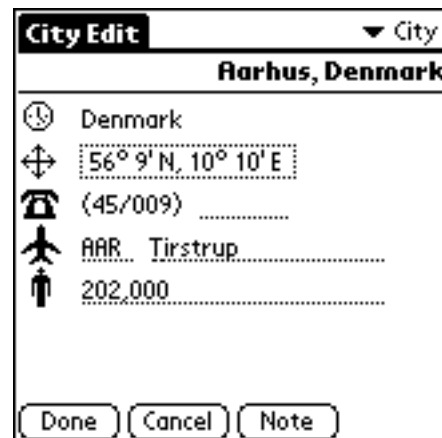 City Edit ▼ City
Aarhus, Denmark
Denmark
56° 9' N, 10° 10' E
(45/009)
AAR Tirstrup
202,000
Done Cancel Note